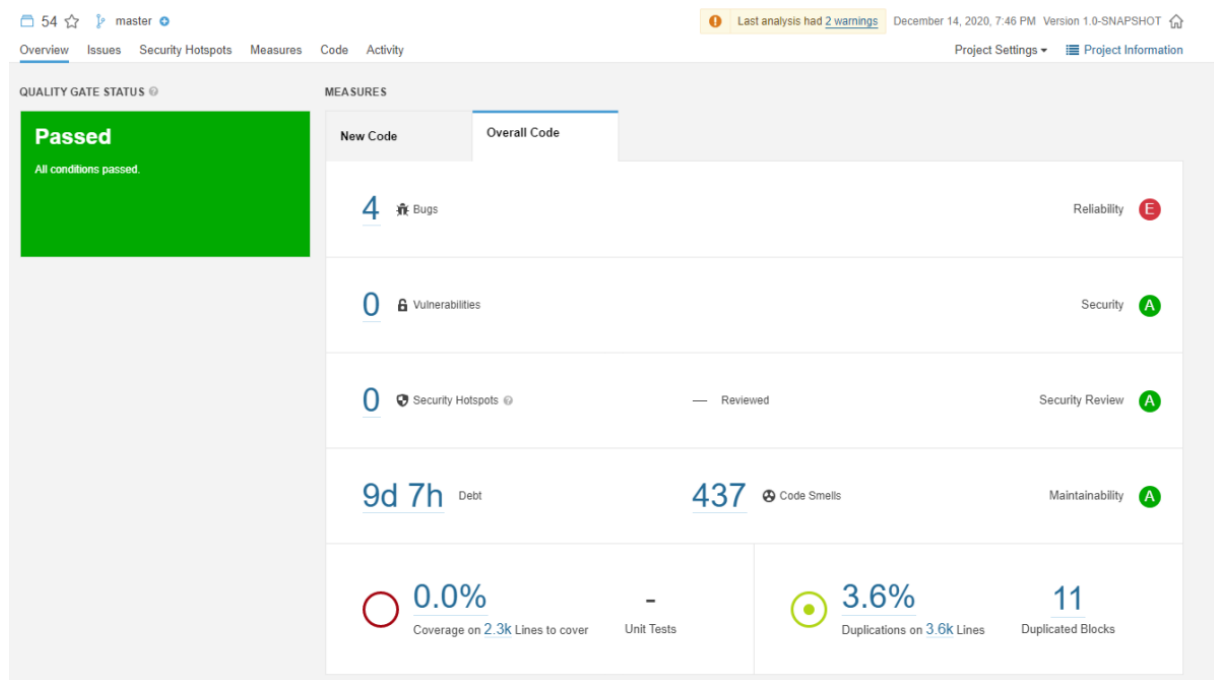 54 master Last analysis had 2 warnings December 14, 2020, 7:46 PM Version 1.0-SNAPSHOT
Overview Issues Security Hotspots Measures Code Activity Project Settings Project Information
QUALITY GATE STATUS MEASURES
Passed
All conditions passed.
New Code Overall Code
4 Bugs Reliability E
0 Vulnerabilities Security A
0 Security Hotspots — Reviewed Security Review A
9d 7h Debt 437 Code Smells Maintainability A
0.0% - 3.6% 11
Coverage on 2.3k Lines to cover Unit Tests Duplications on 3.6k Lines Duplicated Blocks